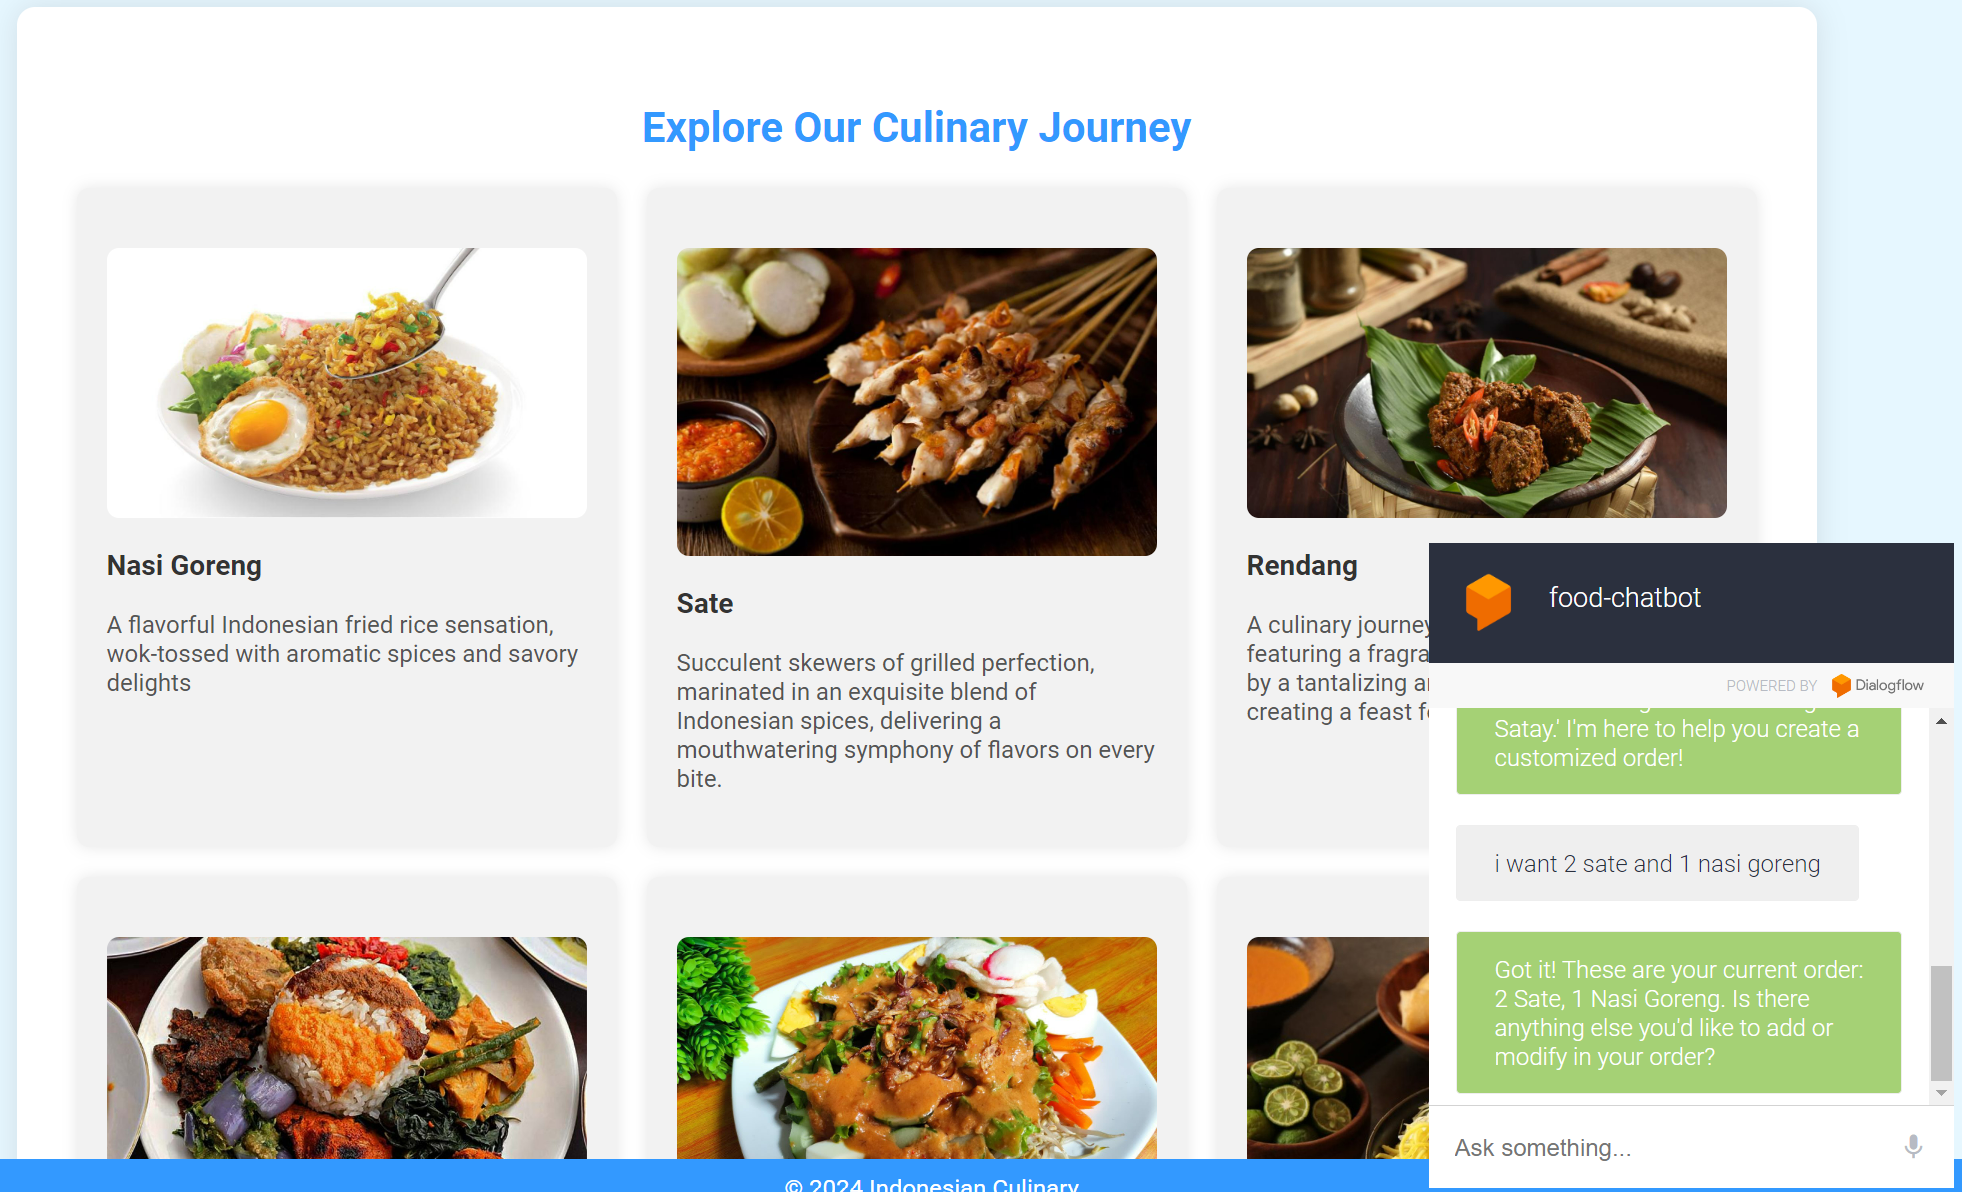 Explore Our Culinary Journey
Nasi Goreng
A flavorful Indonesian fried rice sensation,
wok-tossed with aromatic spices and savory
delights
Sate
Succulent skewers of grilled perfection,
marinated in an exquisite blend of
Indonesian spices, delivering a
mouthwatering symphony of flavors on every
bite.
Rendang
A culinary journey
featuring a
by a tantalizing
creating a feast
food-chatbot
POWERED BY Dialogflow
Satay.' I'm here to help you create a
customized order!
i want 2 sate and 1 nasi goreng
Got it! These are your current order:
2 Sate, 1 Nasi Goreng. Is there
anything else you'd like to add or
modify in your order?
Ask something...
© 2024 Indonesian Culinary